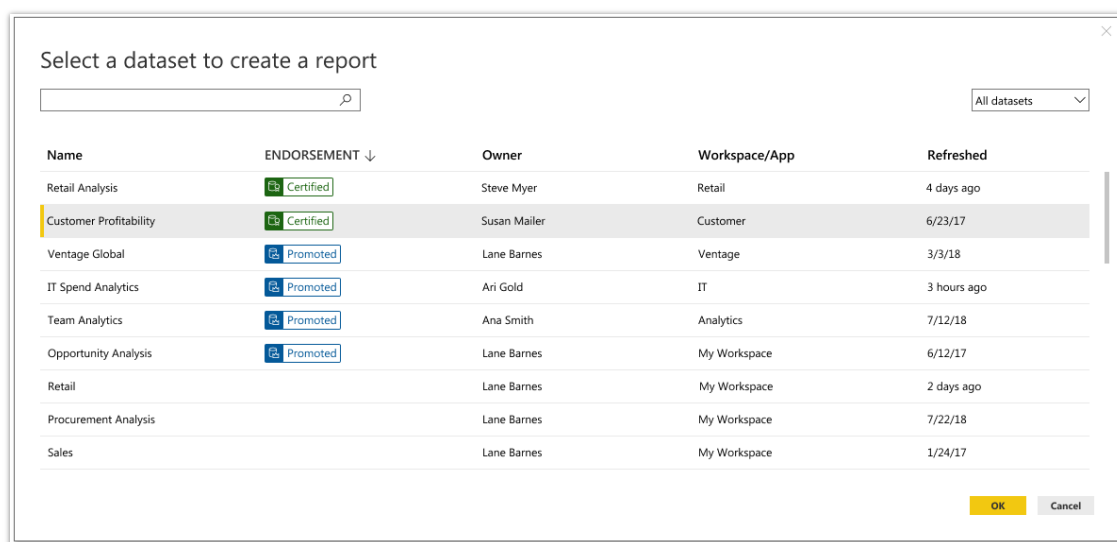 Select a dataset to create a report
All datasets
Name ENDORSEMENT ↓ Owner Workspace/App Refreshed
Retail Analysis Certified Steve Myer Retail 4 days ago
Customer Profitability Certified Susan Mailer Customer 6/23/17
Ventage Global Promoted Lane Barnes Ventage 3/3/18
IT Spend Analytics Promoted Ari Gold IT 3 hours ago
Team Analytics Promoted Ana Smith Analytics 7/12/18
Opportunity Analysis Promoted Lane Barnes My Workspace 6/12/17
Retail Lane Barnes My Workspace 2 days ago
Procurement Analysis Lane Barnes My Workspace 7/22/18
Sales Lane Barnes My Workspace 1/24/17
OK Cancel